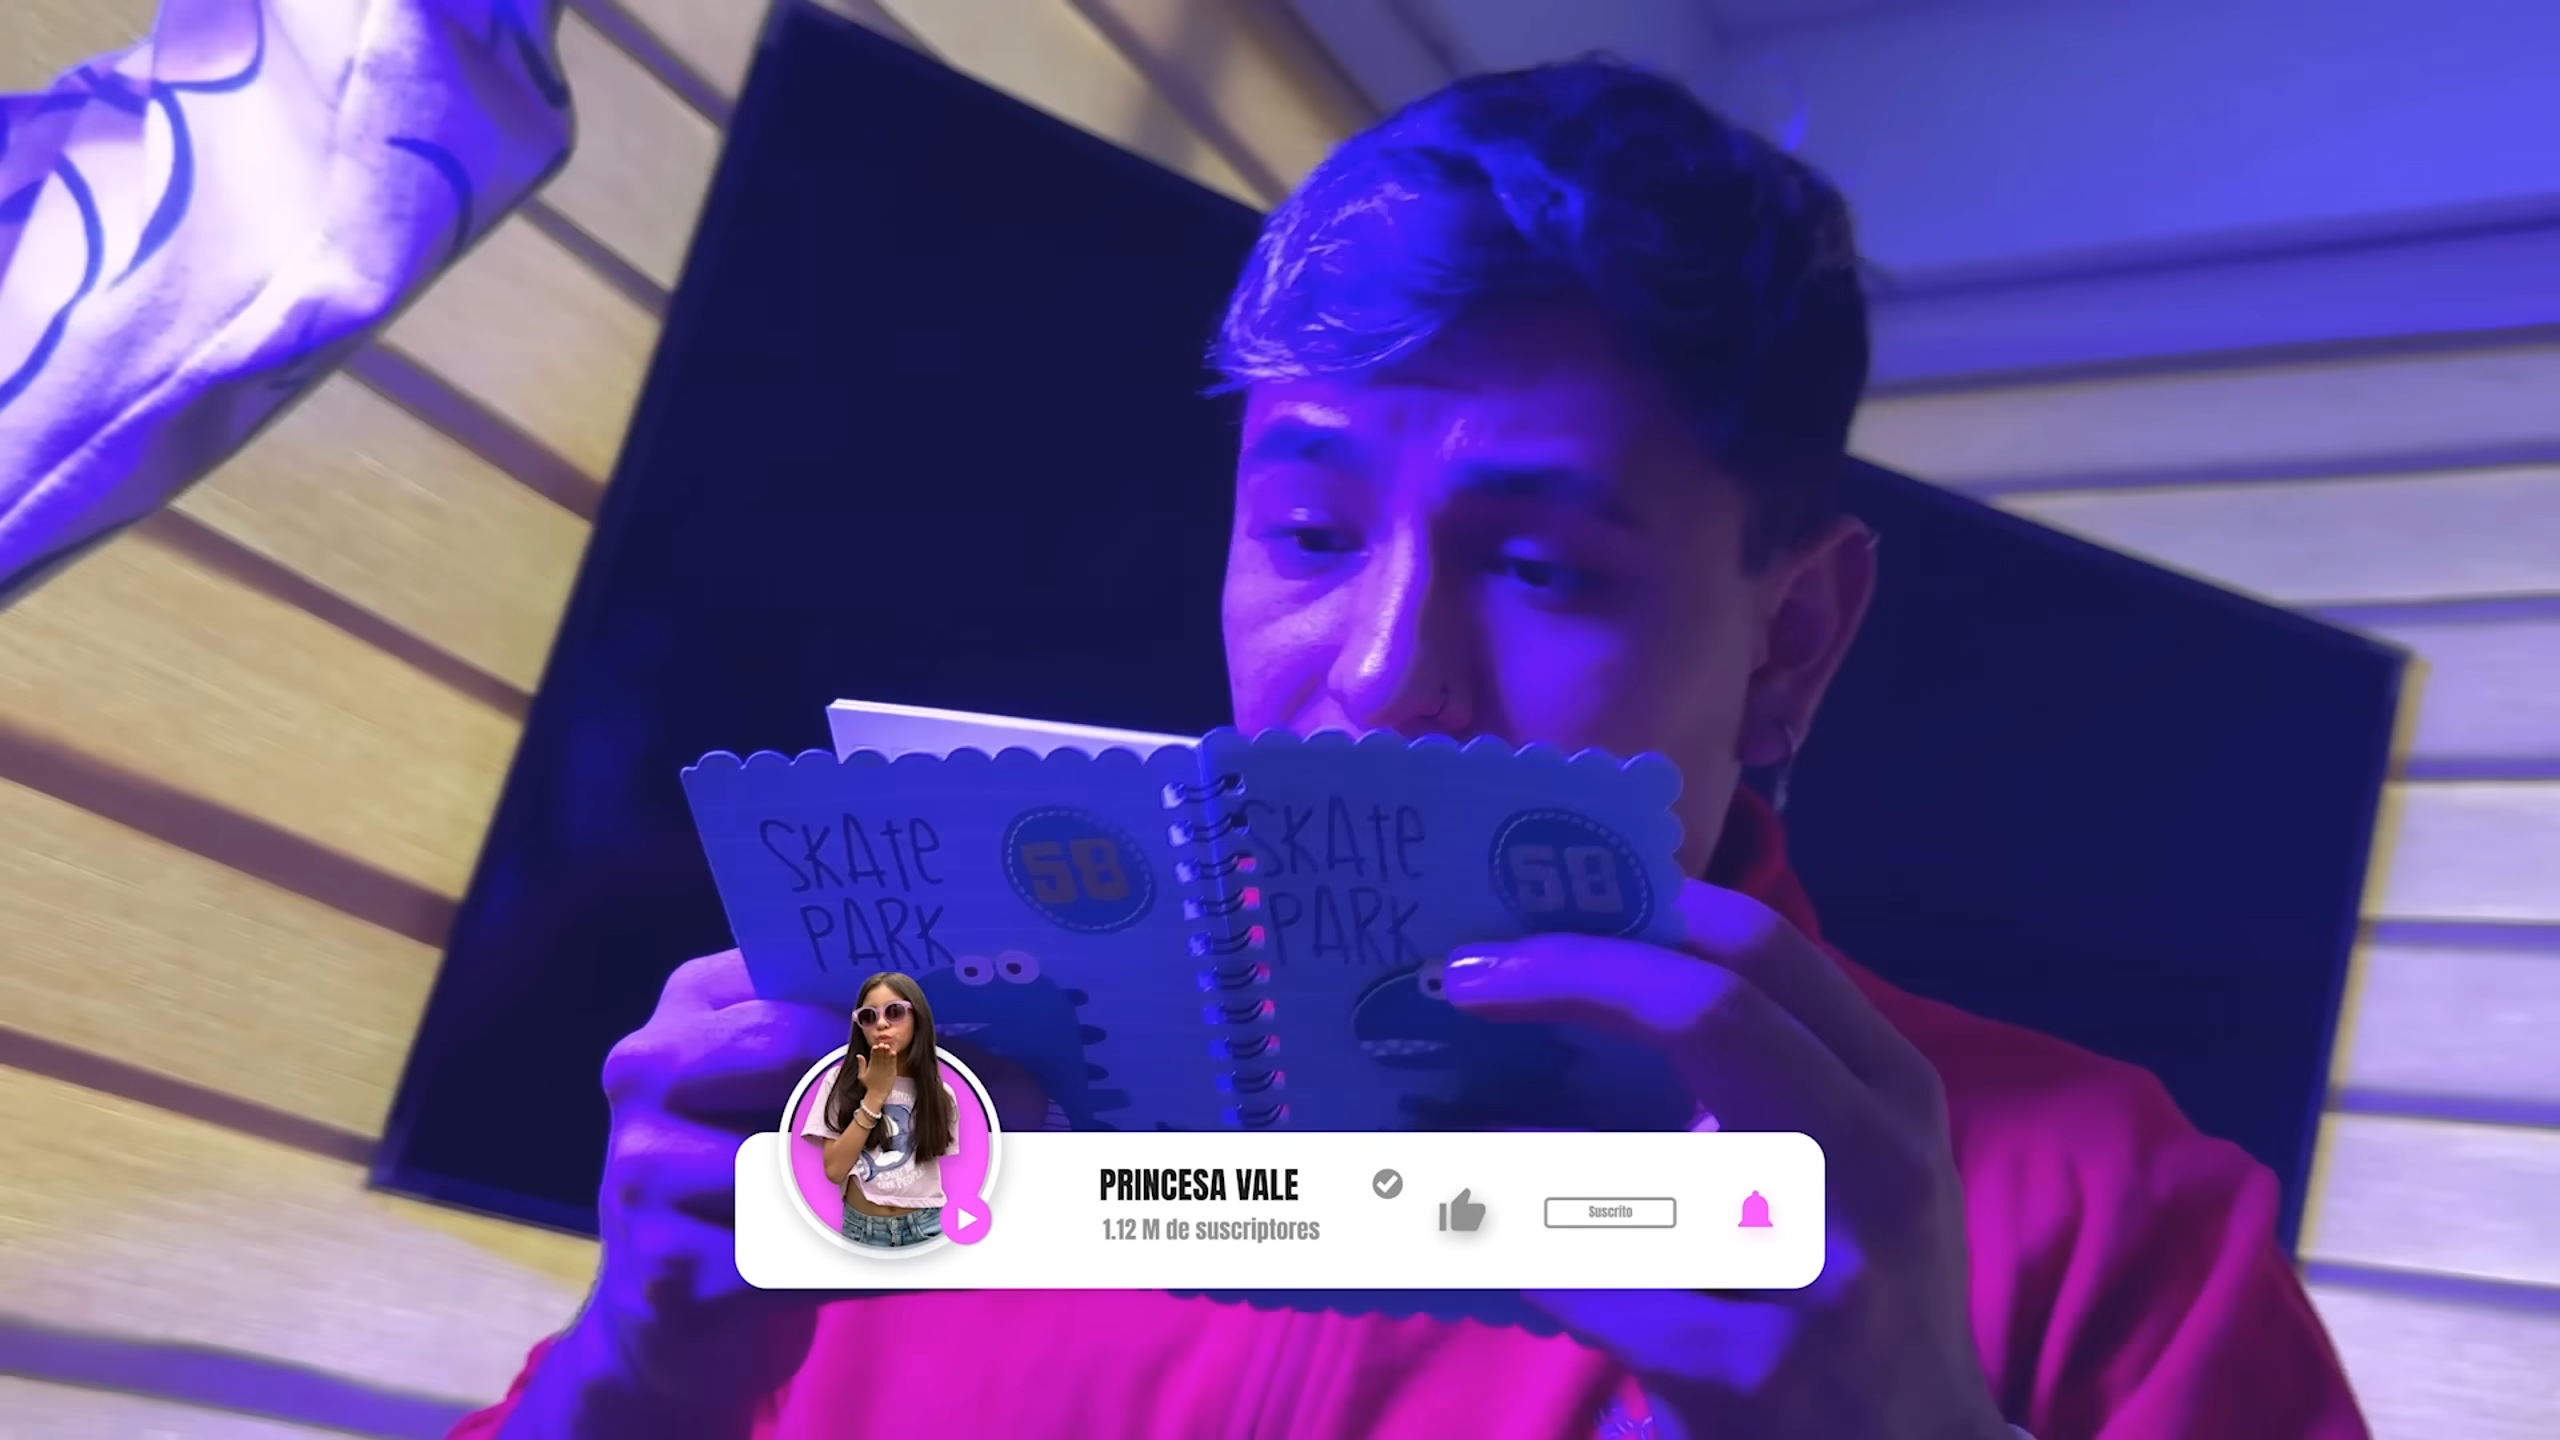 SKAte
PARK
58
SKAte
PARK
58
PRINCESA VALE
1.12 M de suscriptores
Suscrito